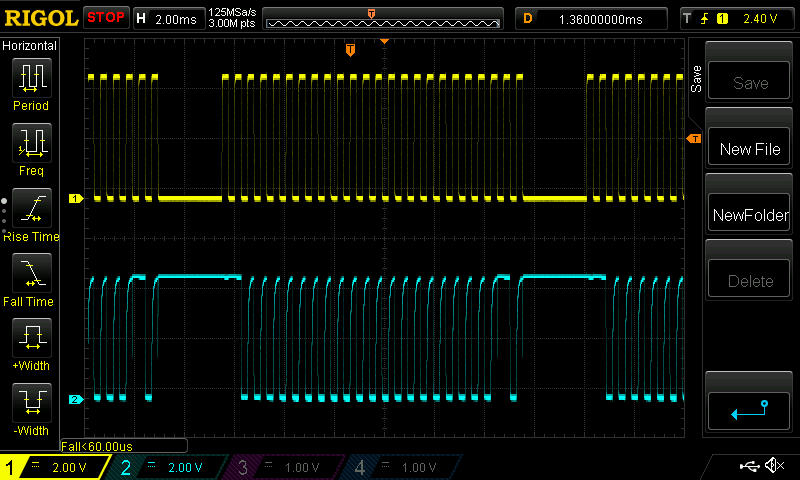 RIGOL STOP H 2.00ms 125MSa/s 3.00M pts T D 1.36000000ms T 1 2.40 V
Horizontal
T
Period
Freq
Rise Time
Fall Time
+Width
-Width
1
2
T
Save
Save
New File
NewFolder
Delete
Fall<60.00us
1 2.00 V 2 2.00 V 3 1.00 V 4 1.00 V